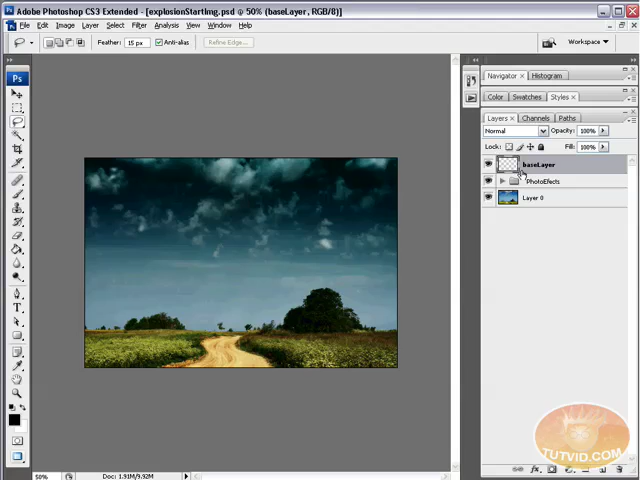 Adobe Photoshop CS3 Extended - [explosionStartImg.psd @ 50% (baseLayer, RGB/8)]
File Edit Image Layer Select Filter Analysis View Window Help
Feather: 15 px Anti-alias Refine Edge... Workspace
Ps
Navigator Histogram
Color Swatches Styles
Layers Channels Paths
Normal Opacity: 100%
Lock: Fill: 100%
baseLayer
PhotoEfects
Layer 0
TUTVID.COM
50% Doc: 1.91M/9.92M